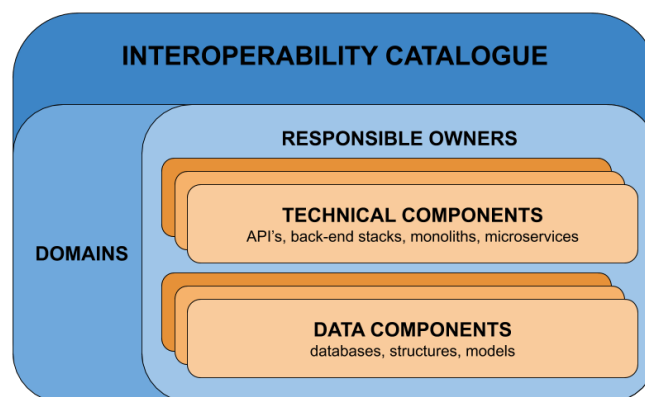 INTEROPERABILITY CATALOGUE
RESPONSIBLE OWNERS
TECHNICAL COMPONENTS
API's, back-end stacks, monoliths, microservices
DOMAINS
DATA COMPONENTS
databases, structures, models